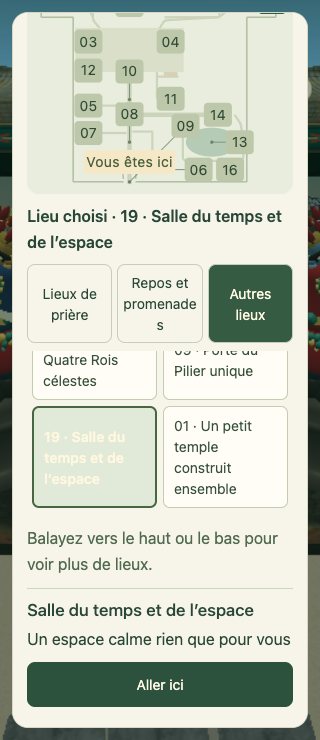 03
04
12
10
05
11
08
14
07
09
13
Vous êtes ici
06
16
Lieu choisi · 19 · Salle du temps et
de l’espace
Lieux de
prière
Repos et
promenade
s
Autres
lieux
Quatre Rois
célestes
09 · Porte du
Pilier unique
19 · Salle du
temps et de
l’espace
01 · Un petit
temple
construit
ensemble
Balayez vers le haut ou le bas pour
voir plus de lieux.
Salle du temps et de l’espace
Un espace calme rien que pour vous
Aller ici